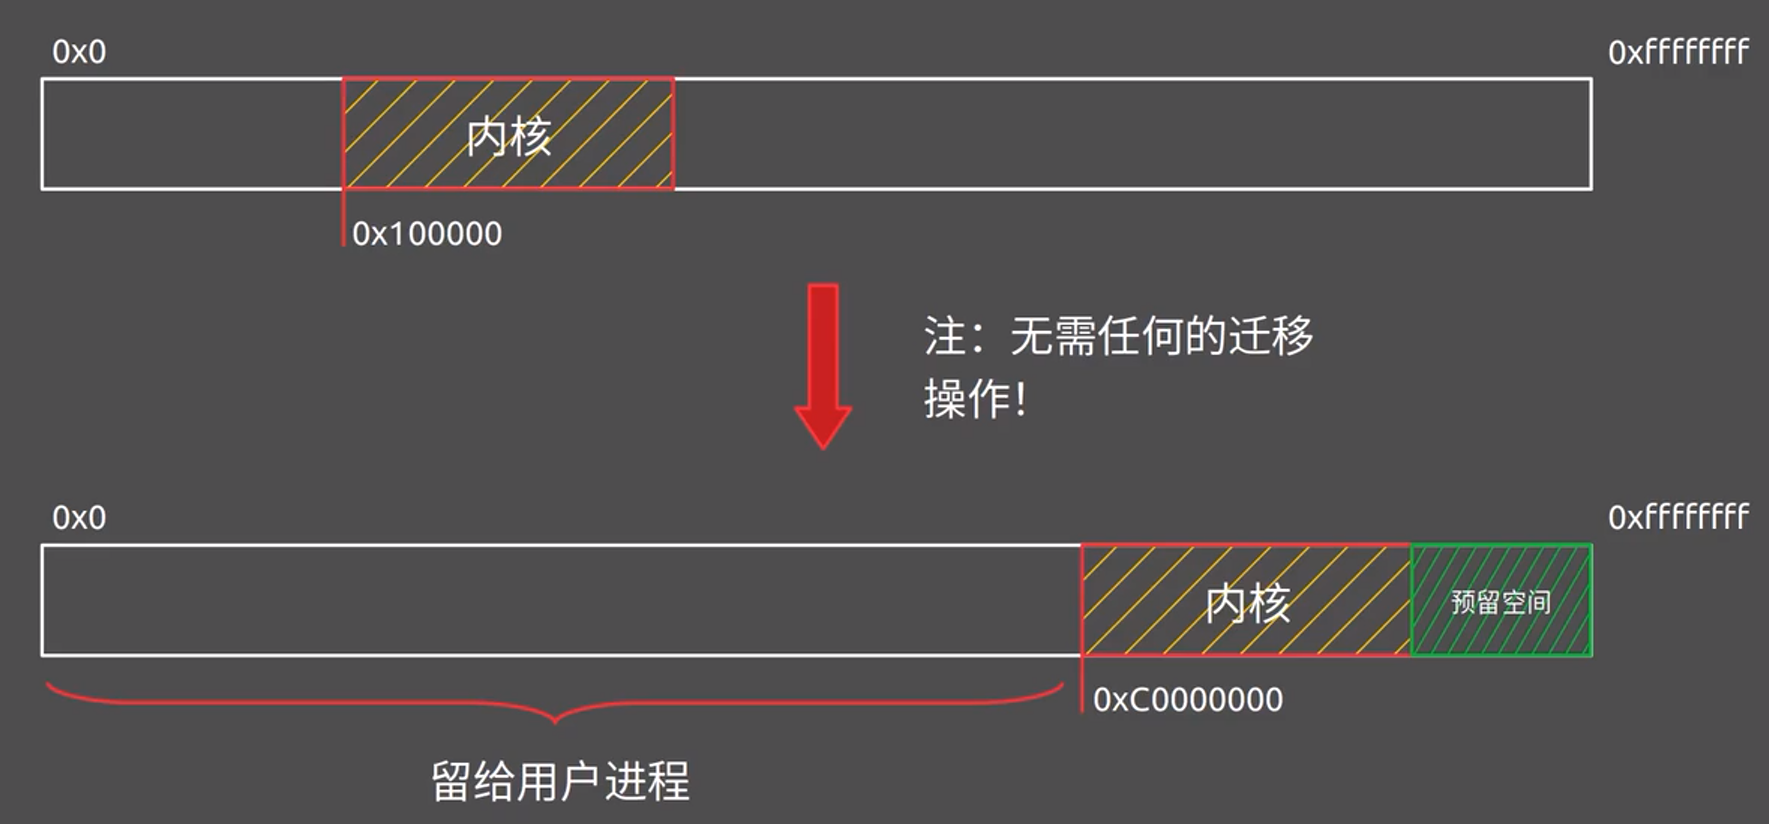 0x0
0xffffffff
内核
0x100000
注：无需任何的迁移
操作！
0x0
0xffffffff
内核
预留空间
0xC0000000
留给用户进程